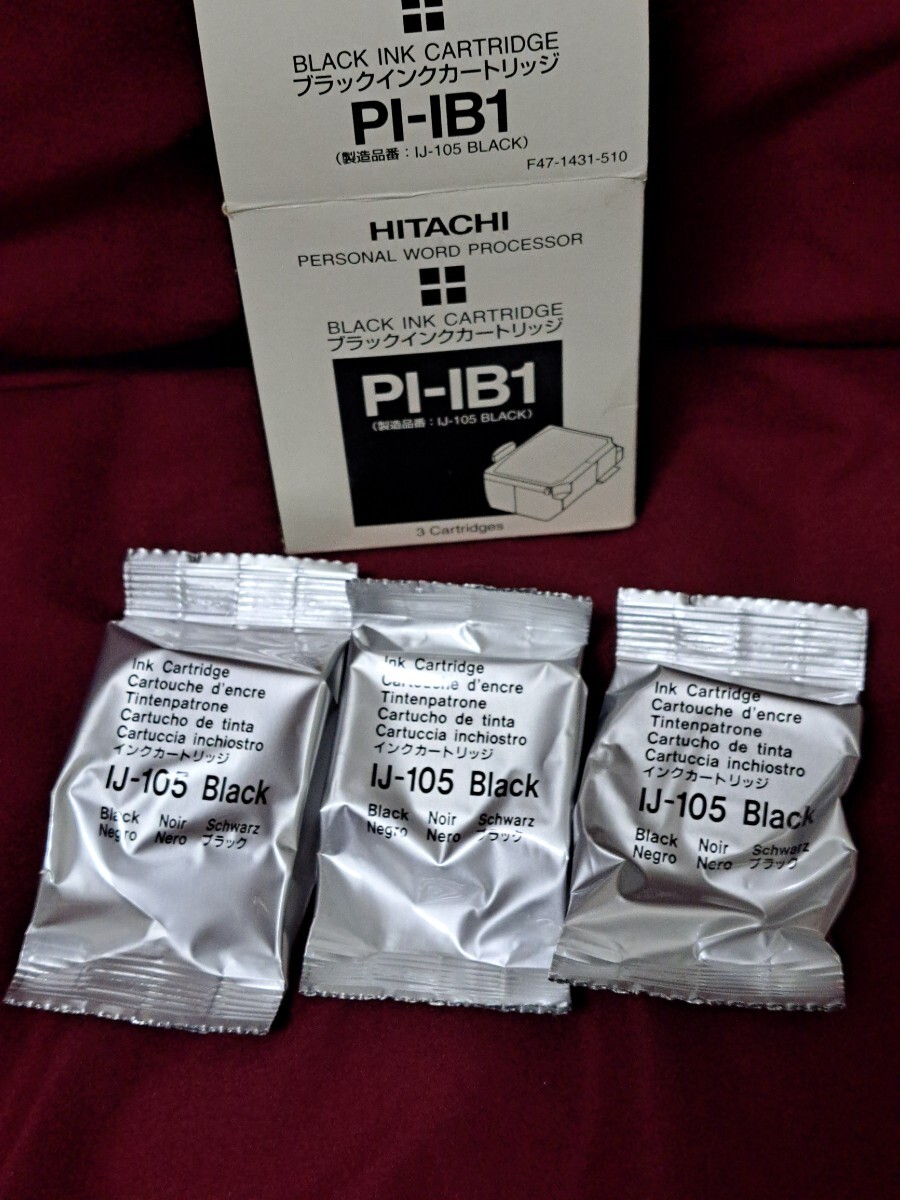 BLACK INK CARTRIDGE
ブラックインクカートリッジ
PI-IB1
(製造品番：IJ-105 BLACK)
F47-1431-510
HITACHI
PERSONAL WORD PROCESSOR
BLACK INK CARTRIDGE
ブラックインクカートリッジ
PI-IB1
(製造品番：IJ-105 BLACK)
3 Cartridges
Ink Cartridge
Cartouche d'encre
Tintenpatrone
Cartucho de tinta
Cartuccia inchiostro
インクカートリッジ
IJ-105 Black
Black Noir Schwarz
Negro Nero ブラック
Ink Cartridge
Cartouche d'encre
Tintenpatrone
Cartucho de tinta
Cartuccia inchiostro
インクカートリッジ
IJ-105 Black
Black Noir Schwarz
Negro Nero ブラック
Ink Cartridge
Cartouche d'encre
Tintenpatrone
Cartucho de tinta
Cartuccia inchiostro
インクカートリッジ
IJ-105 Black
Black Noir Schwarz
Negro Nero ブラック